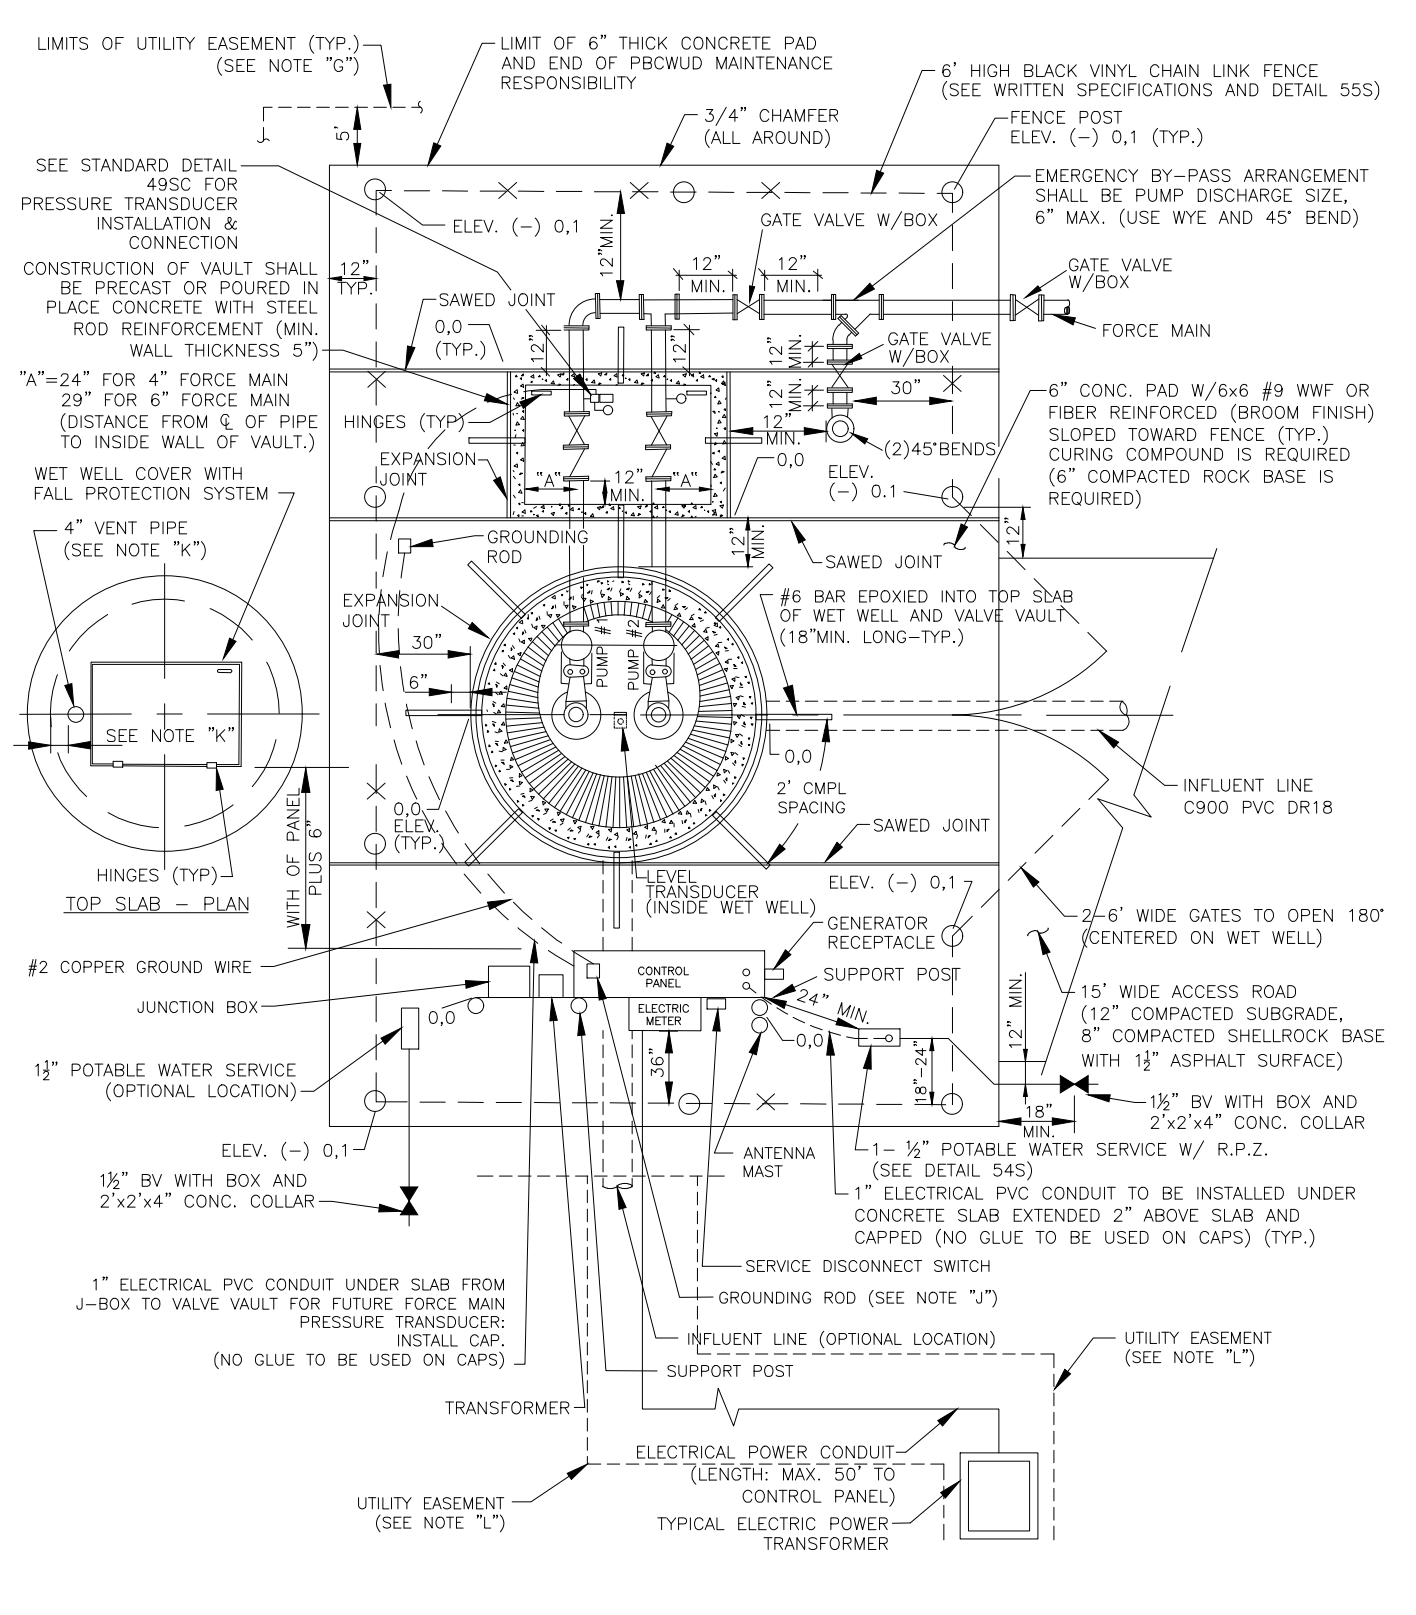 LIMITS OF UTILITY EASEMENT (TYP.)
(SEE NOTE "G")
LIMIT OF 6" THICK CONCRETE PAD
AND END OF PBCWUD MAINTENANCE
RESPONSIBILITY
6' HIGH BLACK VINYL CHAIN LINK FENCE
(SEE WRITTEN SPECIFICATIONS AND DETAIL 55S)
3/4" CHAMFER
(ALL AROUND)
FENCE POST
ELEV. (-) 0,1 (TYP.)
5'
SEE STANDARD DETAIL
49SC FOR
PRESSURE TRANSDUCER
INSTALLATION &
CONNECTION
EMERGENCY BY-PASS ARRANGEMENT
SHALL BE PUMP DISCHARGE SIZE,
6" MAX. (USE WYE AND 45° BEND)
ELEV. (-) 0,1
12"MIN.
GATE VALVE W/BOX
CONSTRUCTION OF VAULT SHALL
BE PRECAST OR POURED IN
PLACE CONCRETE WITH STEEL
ROD REINFORCEMENT (MIN.
WALL THICKNESS 5")
12"
TYP.
12"
MIN.
12"
MIN.
GATE VALVE
W/BOX
SAWED JOINT
0,0
(TYP.)
FORCE MAIN
12"
12"
12"
MIN.
GATE VALVE
W/BOX
"A"=24" FOR 4" FORCE MAIN
29" FOR 6" FORCE MAIN
(DISTANCE FROM ℄ OF PIPE
TO INSIDE WALL OF VAULT.)
12"
MIN.
30"
6" CONC. PAD W/6x6 #9 WWF OR
FIBER REINFORCED (BROOM FINISH)
SLOPED TOWARD FENCE (TYP.)
CURING COMPOUND IS REQUIRED
(6" COMPACTED ROCK BASE IS
REQUIRED)
HINGES (TYP)
12"
MIN.
(2)45°BENDS
EXPANSION
JOINT
0,0
ELEV.
(-) 0.1
"A"
12"
MIN.
"A"
WET WELL COVER WITH
FALL PROTECTION SYSTEM
4" VENT PIPE
(SEE NOTE "K")
GROUNDING
ROD
12"
MIN.
12"
SAWED JOINT
EXPANSION
JOINT
#6 BAR EPOXIED INTO TOP SLAB
OF WET WELL AND VALVE VAULT
(18"MIN. LONG-TYP.)
30"
PUMP #1
PUMP #2
6"
SEE NOTE "K"
0,0
INFLUENT LINE
C900 PVC DR18
2' CMPL
SPACING
0,0
ELEV.
(TYP.)
SAWED JOINT
HINGES (TYP)
TOP SLAB - PLAN
WITH OF PANEL
PLUS 6"
LEVEL
TRANSDUCER
(INSIDE WET WELL)
ELEV. (-) 0,1
GENERATOR
RECEPTACLE
2-6' WIDE GATES TO OPEN 180°
(CENTERED ON WET WELL)
#2 COPPER GROUND WIRE
CONTROL
PANEL
SUPPORT POST
JUNCTION BOX
0,0
ELECTRIC
METER
24" MIN.
0,0
12" MIN.
15' WIDE ACCESS ROAD
(12" COMPACTED SUBGRADE,
8" COMPACTED SHELLROCK BASE
WITH 1½" ASPHALT SURFACE)
36"
18"-24"
1½" POTABLE WATER SERVICE
(OPTIONAL LOCATION)
18"
MIN.
1½" BV WITH BOX AND
2'x2'x4" CONC. COLLAR
ELEV. (-) 0,1
ANTENNA
MAST
1- ½" POTABLE WATER SERVICE W/ R.P.Z.
(SEE DETAIL 54S)
1½" BV WITH BOX AND
2'x2'x4" CONC. COLLAR
1" ELECTRICAL PVC CONDUIT TO BE INSTALLED UNDER
CONCRETE SLAB EXTENDED 2" ABOVE SLAB AND
CAPPED (NO GLUE TO BE USED ON CAPS) (TYP.)
SERVICE DISCONNECT SWITCH
1" ELECTRICAL PVC CONDUIT UNDER SLAB FROM
J-BOX TO VALVE VAULT FOR FUTURE FORCE MAIN
PRESSURE TRANSDUCER:
INSTALL CAP.
(NO GLUE TO BE USED ON CAPS)
GROUNDING ROD (SEE NOTE "J")
INFLUENT LINE (OPTIONAL LOCATION)
UTILITY EASEMENT
(SEE NOTE "L")
SUPPORT POST
TRANSFORMER
ELECTRICAL POWER CONDUIT
(LENGTH: MAX. 50' TO
CONTROL PANEL)
UTILITY EASEMENT
(SEE NOTE "L")
TYPICAL ELECTRIC POWER
TRANSFORMER